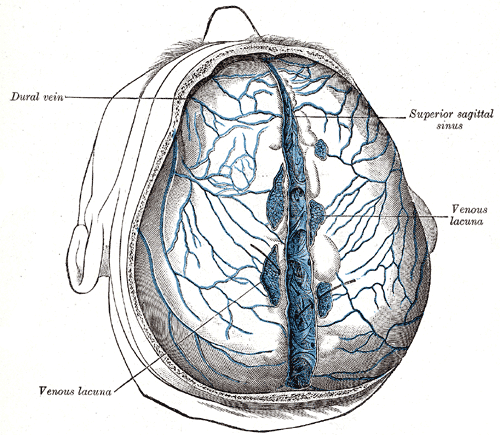 Dural vein
Superior sagittal
sinus
Venous
lacuna
Venous lacuna